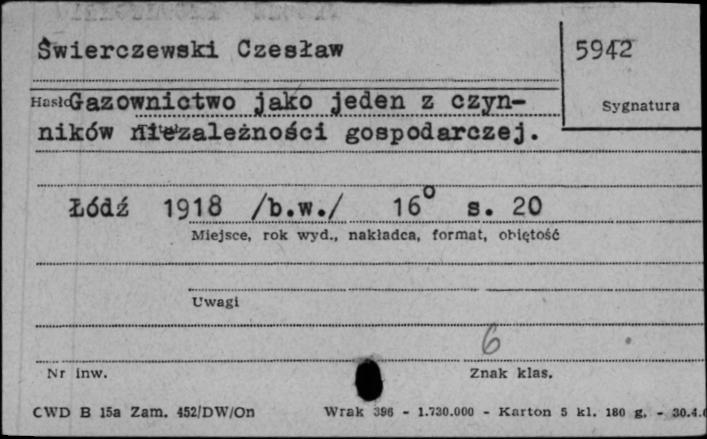 Świerczewski Czesław
5942
Hasło Gazownictwo jako jeden z czyn-
Sygnatura
ników niezależności gospodarczej.
Łódź 1918 /b.w./ 16° s. 20
Miejsce, rok wyd., nakładca, format, objętość
Uwagi
6
Nr inw.
Znak klas.
CWD B 15a Zam. 452/DW/On
Wrak 396 - 1.730.000 - Karton 5 kl. 180 g. - 30.4.